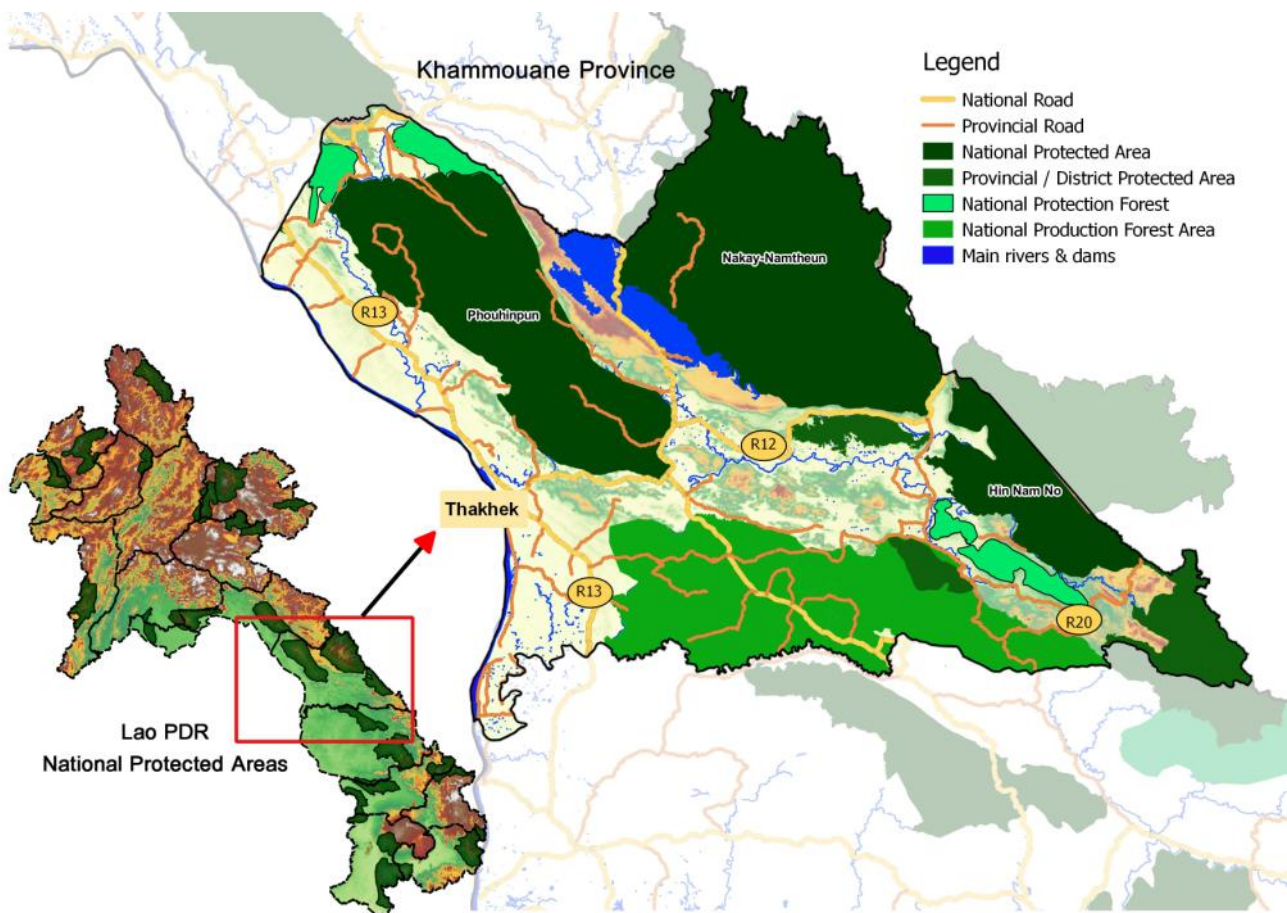 Khammouane Province
Legend
National Road
Provincial Road
National Protected Area
Provincial / District Protected Area
National Protection Forest
National Production Forest Area
Main rivers & dams
Nakay-Namtheun
R13
Phouhinpun
R12
Hin Nam No
Thakhek
R13
R20
Lao PDR
National Protected Areas